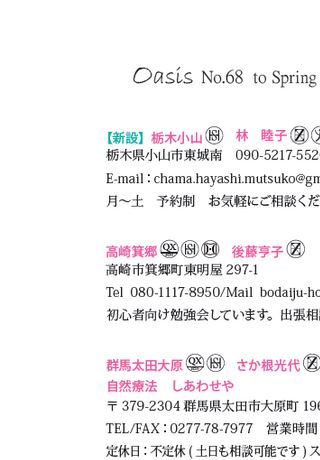 Oasis No.68 to Spring
【新設】栃木小山 HS 林 睦子 Z
栃木県小山市東城南 090-5217-552
E-mail：chama.hayashi.mutsuko@gm
月～土 予約制 お気軽にご相談くだ
高崎箕郷 QX HS 後藤亨子 Z
高崎市箕郷町東明屋 297-1
Tel 080-1117-8950/Mail bodaiju-ho
初心者向け勉強会しています。出張相
群馬太田大原 QX HS さか根光代 Z
自然療法 しあわせや
〒379-2304 群馬県太田市大原町 196
TEL/FAX：0277-78-7977 営業時間
定休日：不定休 ( 土日も相談可能です ) ス